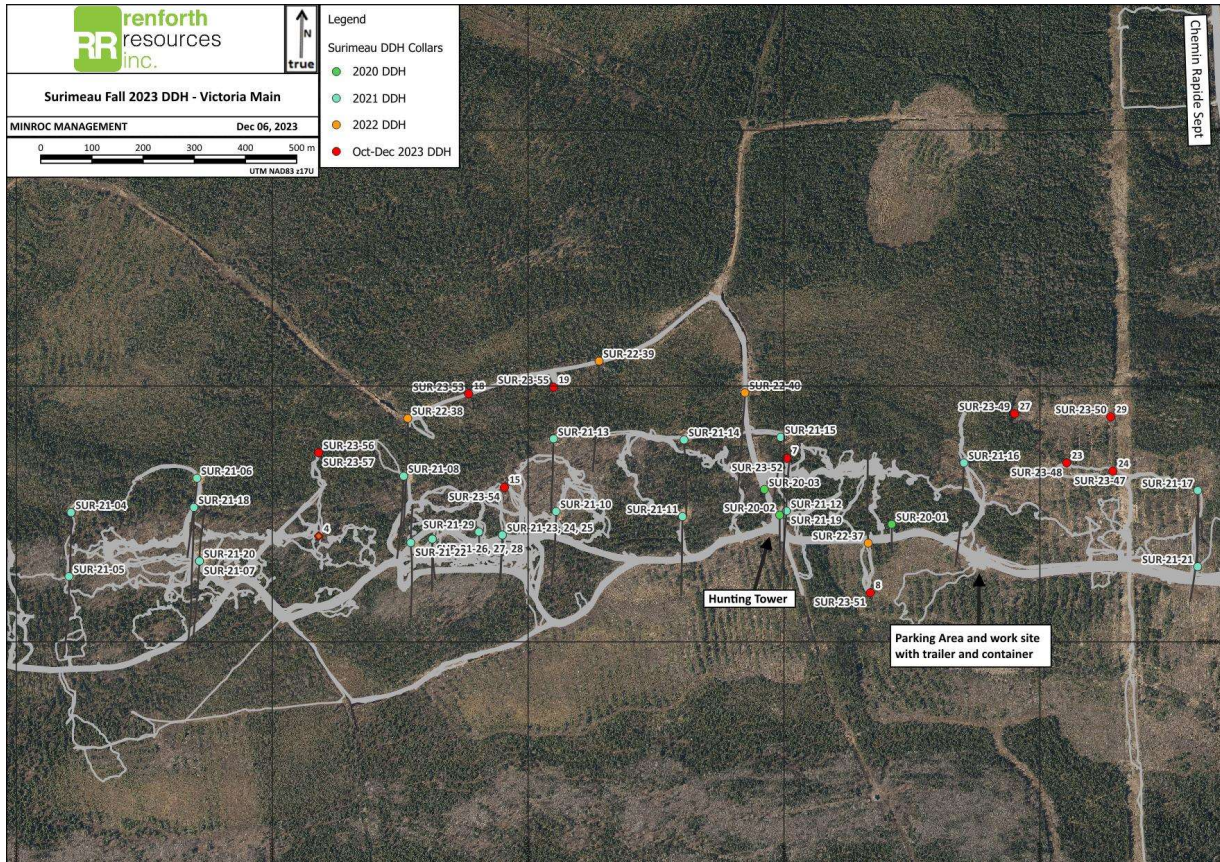 renforth
resources
inc.
RR
N
true
Surimeau Fall 2023 DDH - Victoria Main
MINROC MANAGEMENT Dec 06, 2023
0 100 200 300 400 500 m
UTM NAD83 z17U
Legend
Surimeau DDH Collars
2020 DDH
2021 DDH
2022 DDH
Oct-Dec 2023 DDH
Chemin Rapide Sept
SUR-22-39
SUR-23-53 18
SUR-23-55 19
SUR-22-40
SUR-22-38
SUR-23-49 27
SUR-23-50 29
SUR-21-13
SUR-21-14
SUR-21-15
SUR-23-56
SUR-23-57
7
SUR-23-52
SUR-21-16
23
SUR-23-48
24
SUR-23-47
SUR-21-06
SUR-21-08
15
SUR-23-54
SUR-20-03
SUR-21-17
SUR-21-04
SUR-21-18
SUR-21-10
SUR-21-11
SUR-20-02
SUR-21-12
SUR-21-19
SUR-20-01
4
SUR-21-29
SUR-21-23, 24, 25
SUR-22-37
SUR-21-22
21-26, 27, 28
SUR-21-20
SUR-21-07
SUR-21-05
SUR-21-21
8
SUR-23-51
Hunting Tower
Parking Area and work site
with trailer and container